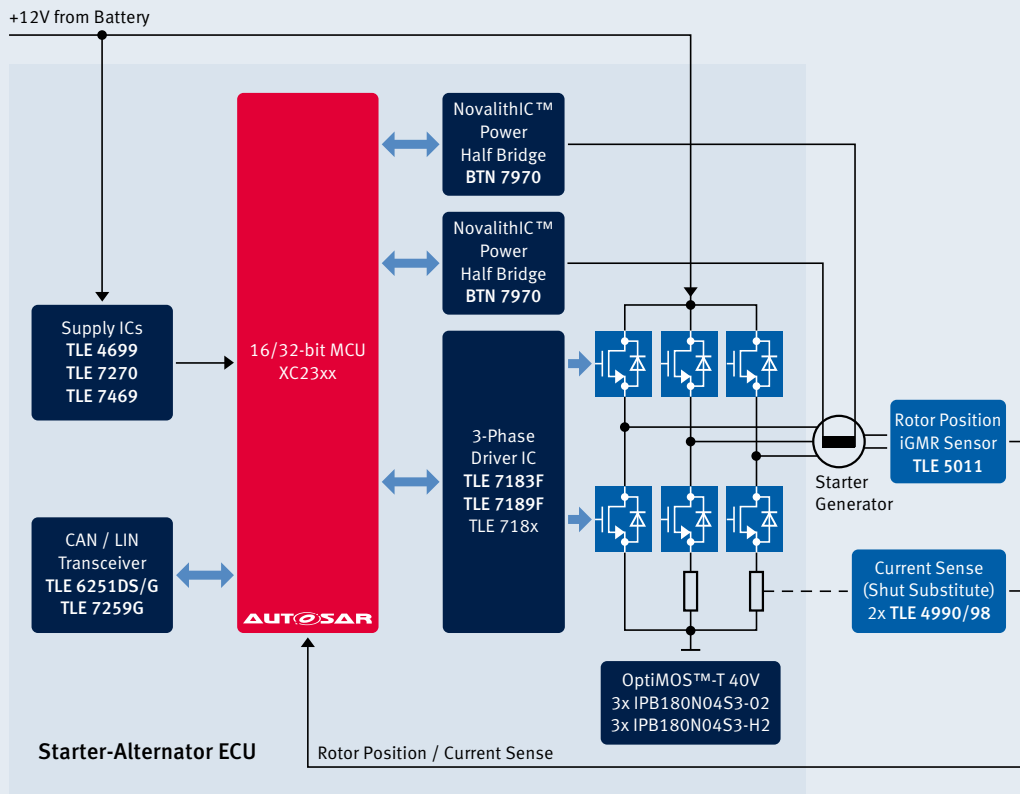 +12V from Battery
NovalithIC™
Power
Half Bridge
BTN 7970
NovalithIC™
Power
Half Bridge
BTN 7970
Supply ICs
TLE 4699
TLE 7270
TLE 7469
16/32-bit MCU
XC23xx
3-Phase
Driver IC
TLE 7183F
TLE 7189F
TLE 718x
Rotor Position
iGMR Sensor
TLE 5011
Starter
Generator
CAN / LIN
Transceiver
TLE 6251DS/G
TLE 7259G
AUTOSAR
Current Sense
(Shut Substitute)
2x TLE 4990/98
OptiMOS™-T 40V
3x IPB180N04S3-02
3x IPB180N04S3-H2
Starter-Alternator ECU
Rotor Position / Current Sense